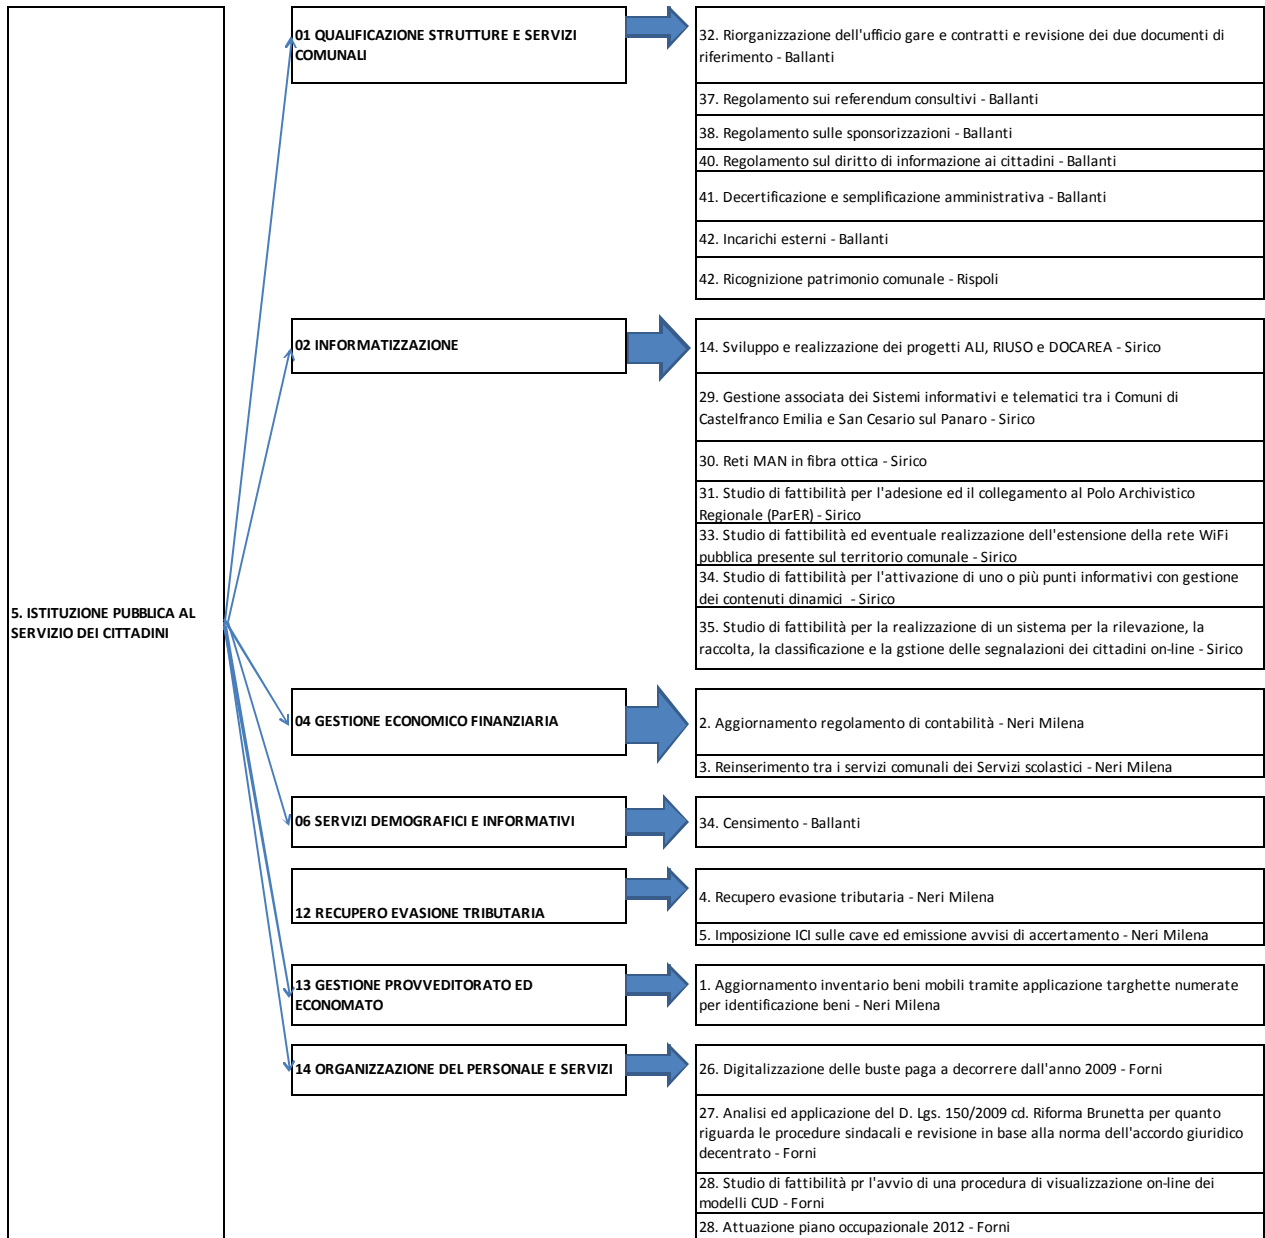 5. ISTITUZIONE PUBBLICA AL
SERVIZIO DEI CITTADINI
01 QUALIFICAZIONE STRUTTURE E SERVIZI
COMUNALI
32. Riorganizzazione dell'ufficio gare e contratti e revisione dei due documenti di
riferimento - Ballanti
37. Regolamento sui referendum consultivi - Ballanti
38. Regolamento sulle sponsorizzazioni - Ballanti
40. Regolamento sul diritto di informazione ai cittadini - Ballanti
41. Decertificazione e semplificazione amministrativa - Ballanti
42. Incarichi esterni - Ballanti
42. Ricognizione patrimonio comunale - Rispoli
02 INFORMATIZZAZIONE
14. Sviluppo e realizzazione dei progetti ALI, RIUSO e DOCAREA - Sirico
29. Gestione associata dei Sistemi informativi e telematici tra i Comuni di
Castelfranco Emilia e San Cesario sul Panaro - Sirico
30. Reti MAN in fibra ottica - Sirico
31. Studio di fattibilità per l'adesione ed il collegamento al Polo Archivistico
Regionale (ParER) - Sirico
33. Studio di fattibilità ed eventuale realizzazione dell'estensione della rete WiFi
pubblica presente sul territorio comunale - Sirico
34. Studio di fattibilità per l'attivazione di uno o più punti informativi con gestione
dei contenuti dinamici  - Sirico
35. Studio di fattibilità per la realizzazione di un sistema per la rilevazione, la
raccolta, la classificazione e la gstione delle segnalazioni dei cittadini on-line - Sirico
04 GESTIONE ECONOMICO FINANZIARIA
2. Aggiornamento regolamento di contabilità - Neri Milena
3. Reinserimento tra i servizi comunali dei Servizi scolastici - Neri Milena
06 SERVIZI DEMOGRAFICI E INFORMATIVI
34. Censimento - Ballanti
12 RECUPERO EVASIONE TRIBUTARIA
4. Recupero evasione tributaria - Neri Milena
5. Imposizione ICI sulle cave ed emissione avvisi di accertamento - Neri Milena
13 GESTIONE PROVVEDITORATO ED
ECONOMATO
1. Aggiornamento inventario beni mobili tramite applicazione targhette numerate
per identificazione beni - Neri Milena
14 ORGANIZZAZIONE DEL PERSONALE E SERVIZI
26. Digitalizzazione delle buste paga a decorrere dall'anno 2009 - Forni
27. Analisi ed applicazione del D. Lgs. 150/2009 cd. Riforma Brunetta per quanto
riguarda le procedure sindacali e revisione in base alla norma dell'accordo giuridico
decentrato - Forni
28. Studio di fattibilità pr l'avvio di una procedura di visualizzazione on-line dei
modelli CUD - Forni
28. Attuazione piano occupazionale 2012 - Forni